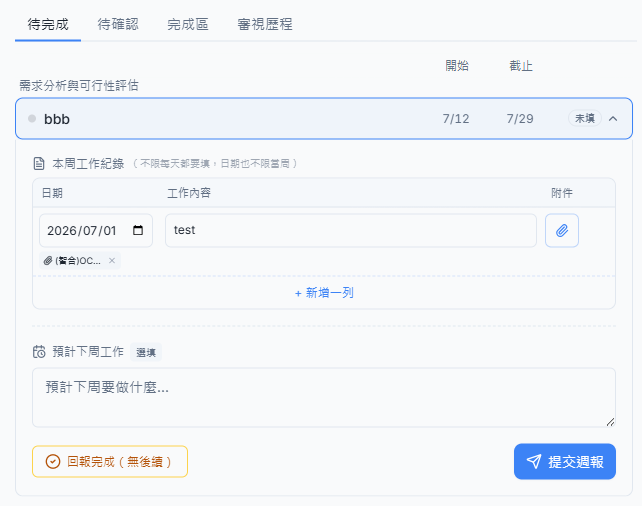 待完成 待確認 完成區 審視歷程
開始 截止
需求分析與可行性評估
bbb 7/12 7/29 未填
本周工作紀錄 (不限每天都要填，日期也不限當周)
日期 工作內容 附件
2026/07/01 test
(智合)OC... ×
+ 新增一列
預計下周工作 選填
預計下周要做什麼...
回報完成 (無後續) 提交週報